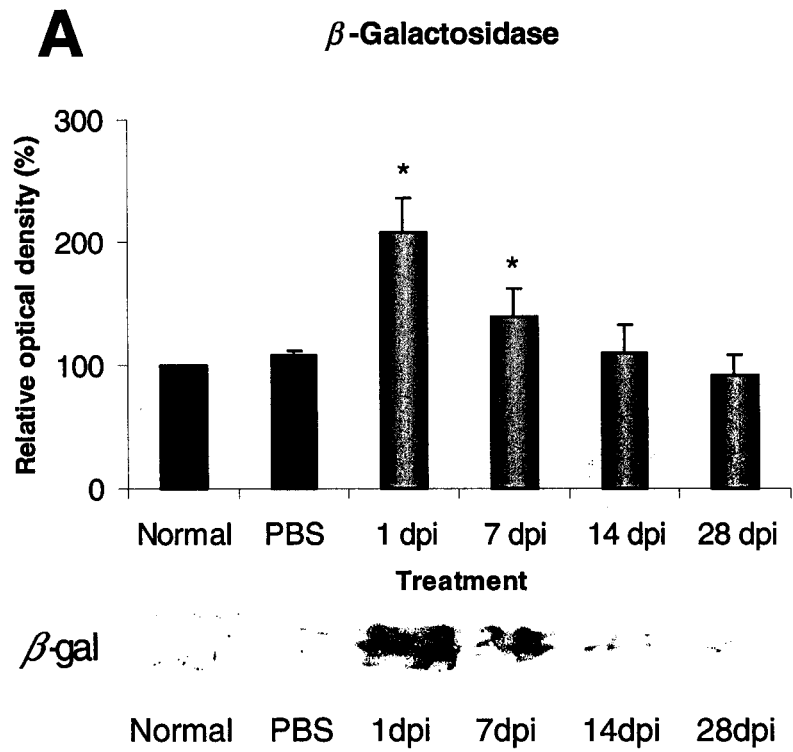 A
β-Galactosidase
Relative optical density (%)
300
*
200
*
100
0
Normal PBS 1 dpi 7 dpi 14 dpi 28 dpi
Treatment
β-gal
Normal PBS 1dpi 7dpi 14dpi 28dpi